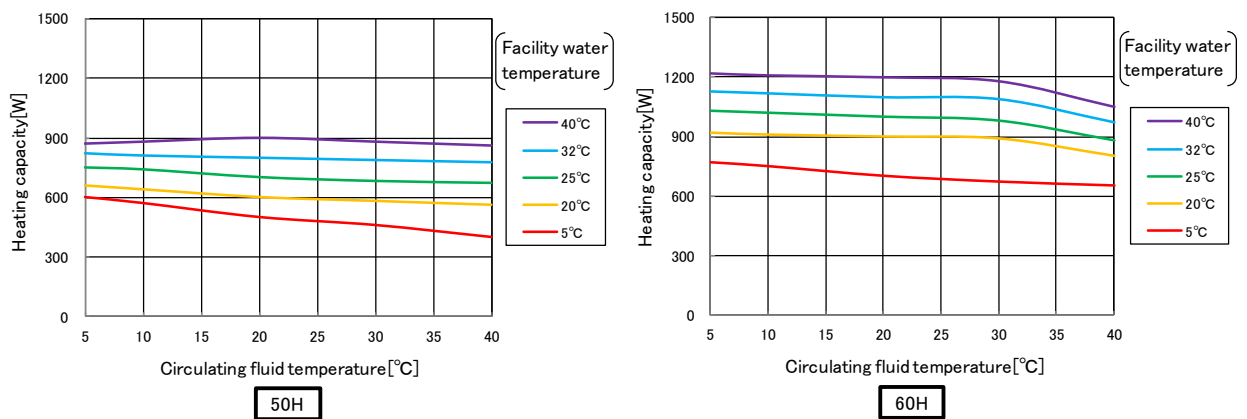 1500
1200
900
600
300
0
Heating capacity[W]
5 10 15 20 25 30 35 40
Circulating fluid temperature[℃]
50H
Facility water
temperature
40℃
32℃
25℃
20℃
5℃
1500
1200
900
600
300
0
Heating capacity[W]
5 10 15 20 25 30 35 40
Circulating fluid temperature[℃]
60H
Facility water
temperature
40℃
32℃
25℃
20℃
5℃